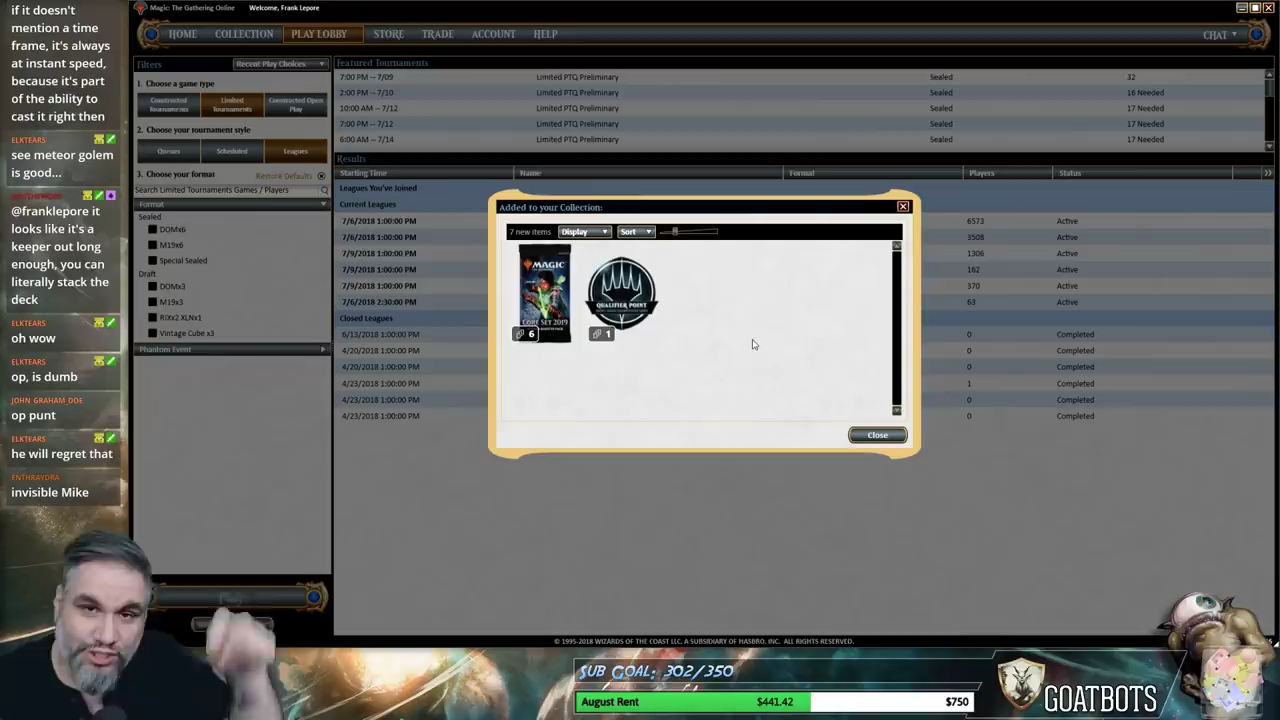 if it doesn't
mention a time
frame, it's always
at instant speed,
because it's part
of the ability to
cast it right then
ELKTEARS
see meteor golem
is good...
@franklepore it
looks like it's a
keeper out long
enough, you can
literally stack the
deck
ELKTEARS
oh wow
ELKTEARS
op, is dumb
JOHN_GRAHAM_DOE
op punt
ELKTEARS
he will regret that
ENTHRAYDRA
invisible Mike
Magic: The Gathering Online Welcome, Frank Lepore
HOME COLLECTION PLAY LOBBY STORE TRADE ACCOUNT HELP CHAT
Filters Recent Play Choices
1. Choose a game type
Constructed Tournaments
Limited Tournaments
Constructed Open Play
2. Choose your tournament style
Queues Scheduled Leagues
3. Choose your format Restore Defaults
Search Limited Tournaments Games / Players
Format
Sealed
DOMx6
M19x6
Special Sealed
Draft
DOMx3
M19x3
RIXx2 XLNx1
Vintage Cube x3
Phantom Event
Featured Tournaments
7:00 PM -- 7/09 Limited PTQ Preliminary Sealed 32
2:00 PM -- 7/10 Limited PTQ Preliminary Sealed 16 Needed
10:00 AM -- 7/12 Limited PTQ Preliminary Sealed 17 Needed
7:00 PM -- 7/12 Limited PTQ Preliminary Sealed 17 Needed
6:00 AM -- 7/14 Limited PTQ Preliminary Sealed 17 Needed
Results
Starting Time Name Format Players Status
Leagues You've Joined
Current Leagues
7/6/2018 1:00:00 PM 6573 Active
7/6/2018 1:00:00 PM 3508 Active
7/9/2018 1:00:00 PM 1306 Active
7/9/2018 1:00:00 PM 162 Active
7/9/2018 1:00:00 PM 370 Active
7/6/2018 2:30:00 PM 63 Active
Closed Leagues
6/13/2018 1:00:00 PM 0 Completed
4/20/2018 1:00:00 PM 0 Completed
4/20/2018 1:00:00 PM 0 Completed
4/23/2018 1:00:00 PM 1 Completed
4/23/2018 1:00:00 PM 0 Completed
4/23/2018 1:00:00 PM 0 Completed
Added to your Collection:
7 new items Display Sort
MAGIC
CORE SET 2019
6
QUALIFIER POINT
1
Close
© 1995-2018 WIZARDS OF THE COAST LLC, A SUBSIDIARY OF HASBRO, INC. ALL RIGHTS RESERVED.
SUB GOAL: 302/350
August Rent $441.42 $750
GOATBOTS